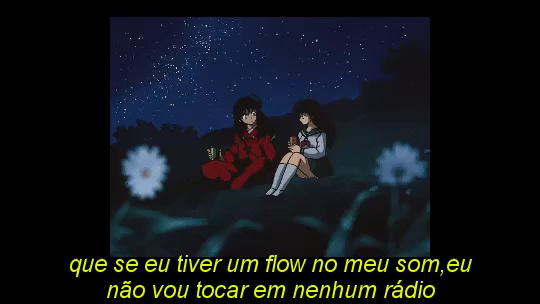 que se eu tiver um flow no meu som,eu
não vou tocar em nenhum rádio